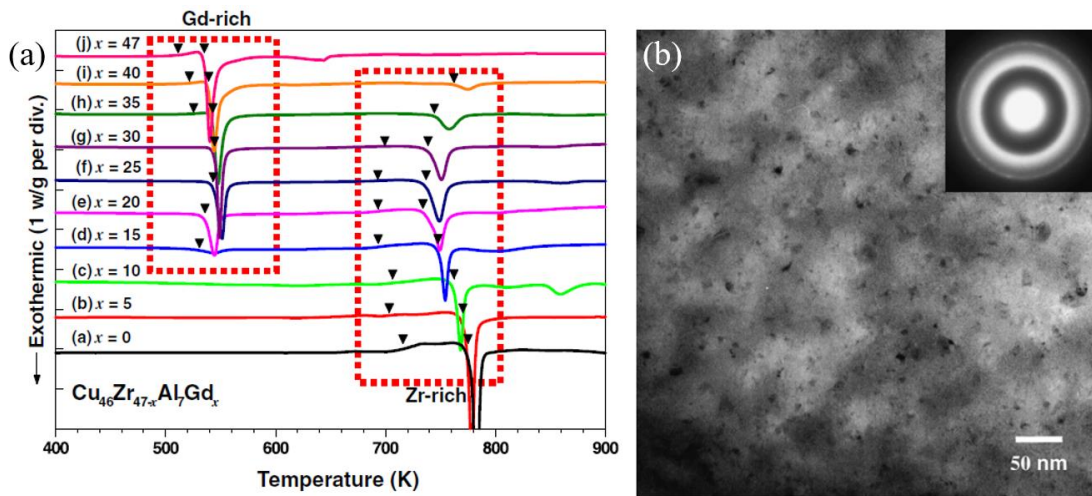 (a)
Gd-rich
(j) x = 47
(i) x = 40
(h) x = 35
(g) x = 30
(f) x = 25
(e) x = 20
(d) x = 15
(c) x = 10
(b) x = 5
(a) x = 0
Cu46Zr47-xAl7Gdx
Zr-rich
Exothermic (1 w/g per div.)
400 500 600 700 800 900
Temperature (K)
(b)
50 nm